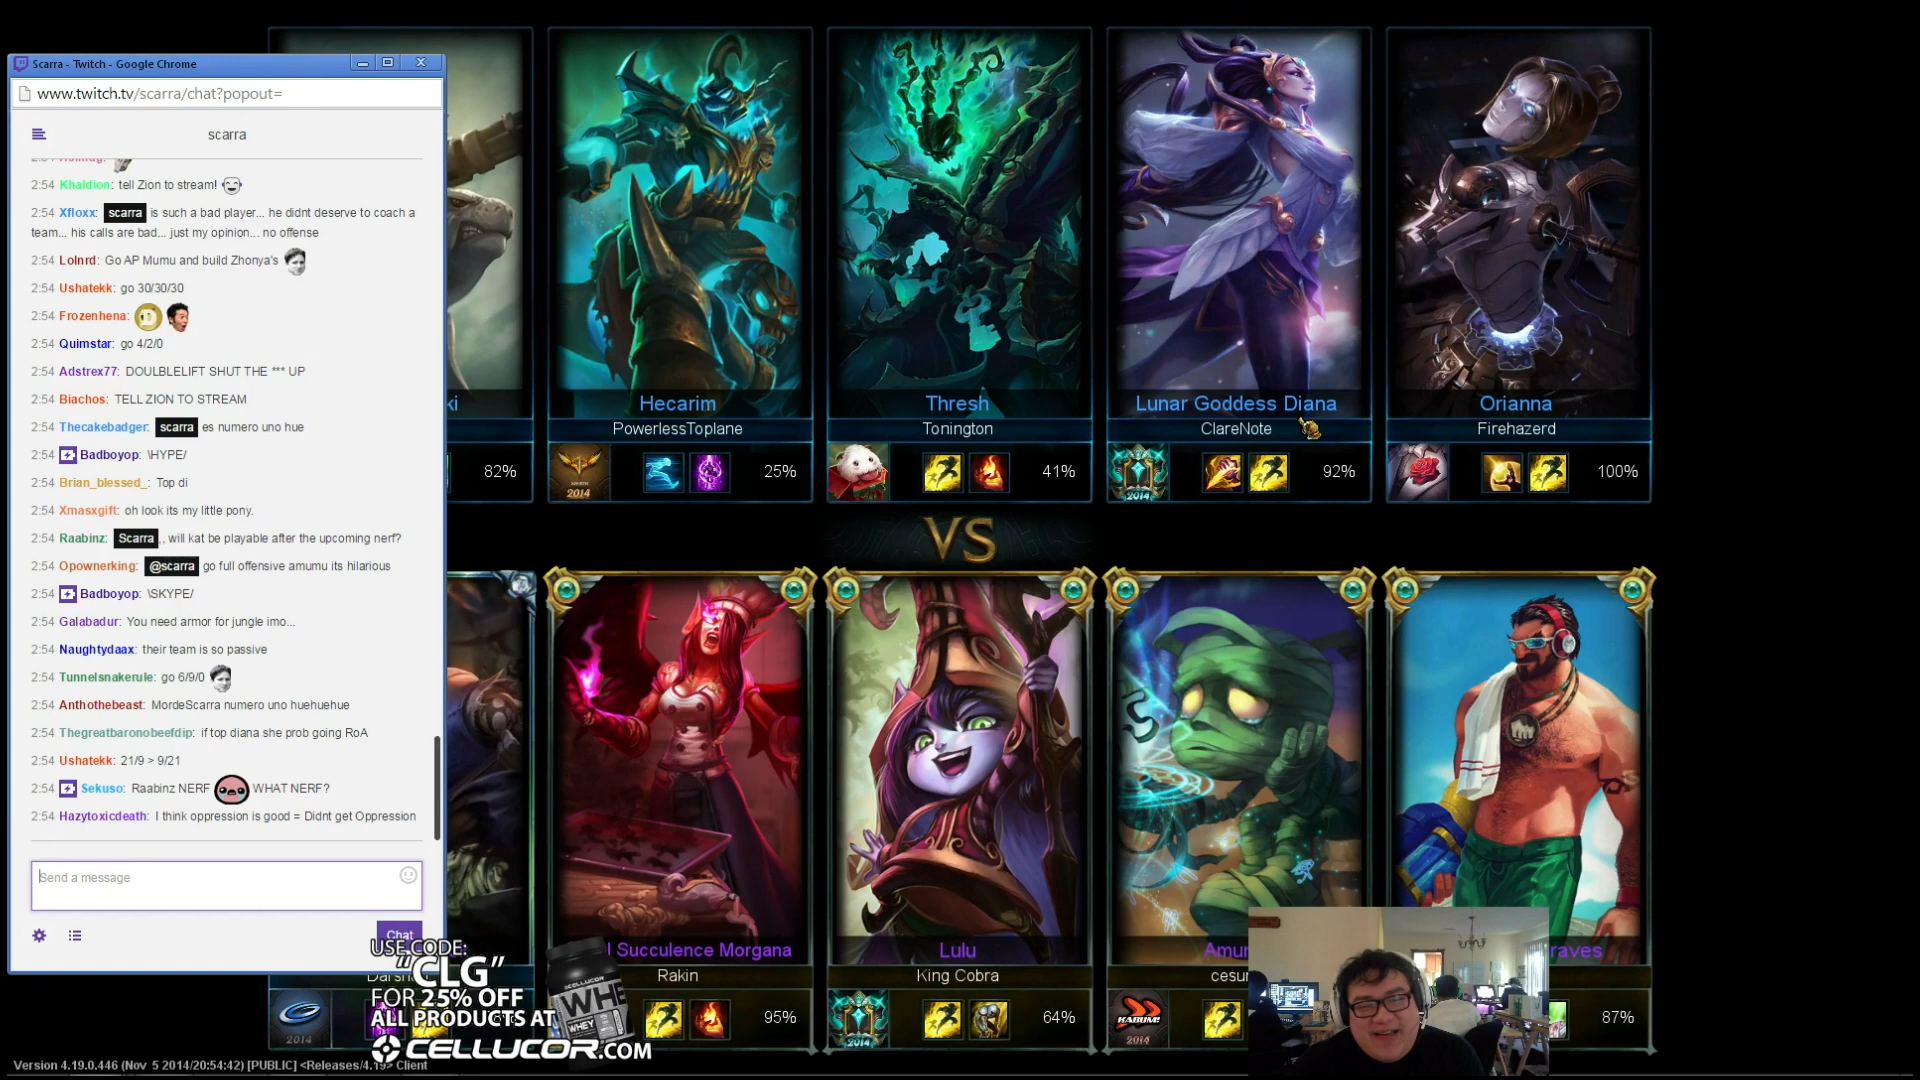 Scarra - Twitch - Google Chrome
www.twitch.tv/scarra/chat?popout=
scarra
2:54 Khaldion: tell Zion to stream!
2:54 Xfloxx: scarra is such a bad player... he didnt deserve to coach a
team... his calls are bad... just my opinion... no offense
2:54 Lolnrd: Go AP Mumu and build Zhonya's
2:54 Ushatekk: go 30/30/30
2:54 Frozenhena:
2:54 Quimstar: go 4/2/0
2:54 Adstrex77: DOULBLELIFT SHUT THE *** UP
2:54 Biachos: TELL ZION TO STREAM
2:54 Thecakebadger: scarra es numero uno hue
2:54 Badboyop: \HYPE/
2:54 Brian_blessed_: Top di
2:54 Xmasxgift: oh look its my little pony.
2:54 Raabinz: Scarra,, will kat be playable after the upcoming nerf?
2:54 Opownerking: @scarra go full offensive amumu its hilarious
2:54 Badboyop: \SKYPE/
2:54 Galabadur: You need armor for jungle imo...
2:54 Naughtydaax: their team is so passive
2:54 Tunnelsnakerule: go 6/9/0
2:54 Anthothebeast: MordeScarra numero uno huehuehue
2:54 Thegreatbaronobeefdip: if top diana she prob going RoA
2:54 Ushatekk: 21/9 > 9/21
2:54 Sekuso: Raabinz NERF WHAT NERF?
2:54 Hazytoxicdeath: I think oppression is good = Didnt get Oppression
Send a message
Chat
ki
82%
Hecarim
PowerlessToplane
2014
25%
Thresh
Tonington
41%
Lunar Goddess Diana
ClareNote
2014
92%
Orianna
Firehazerd
100%
VS
Succulence Morgana
Rakin
95%
Lulu
King Cobra
2014
64%
Amu
cesu
KABUM!
2014
raves
87%
2014
USE CODE:
"CLG"
FOR 25% OFF
ALL PRODUCTS AT
CELLUCOR.COM
CELLUCOR
WHEY
Version 4.19.0.446 (Nov 5 2014/20:54:42) [PUBLIC] <Releases/4.19> Client